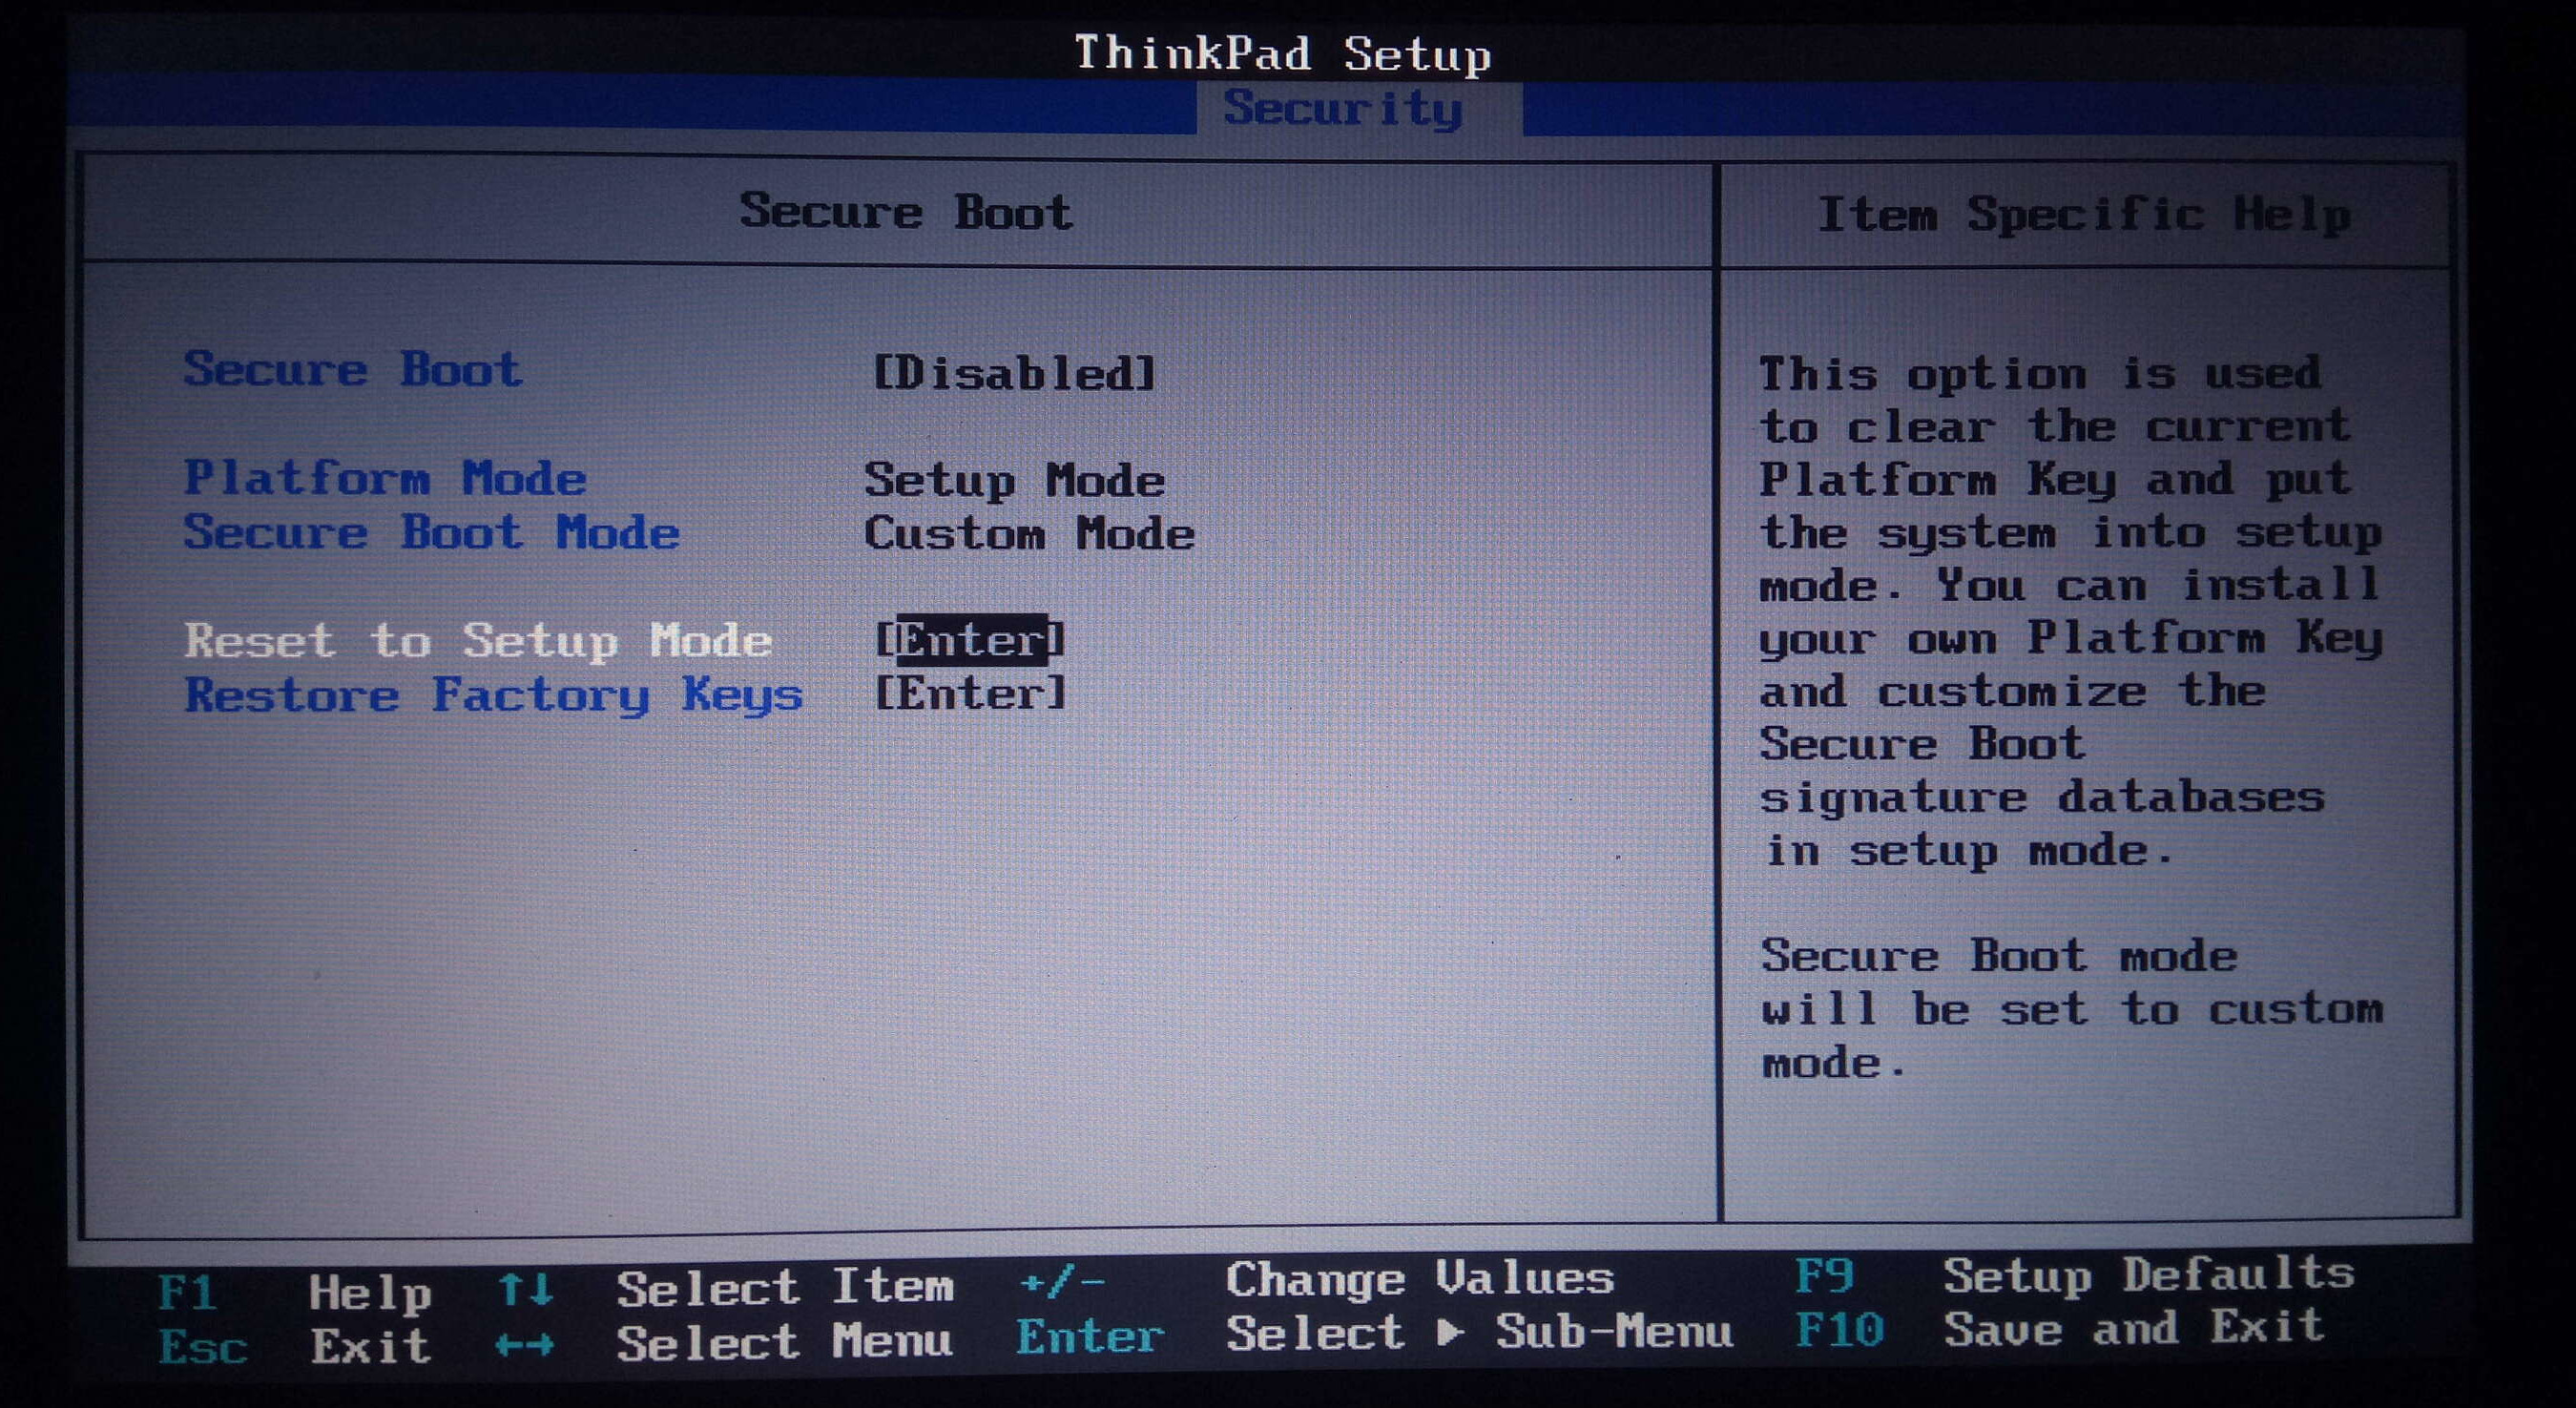 ThinkPad Setup
Security
Secure Boot
Secure Boot [Disabled]
Platform Mode Setup Mode
Secure Boot Mode Custom Mode
Reset to Setup Mode [Enter]
Restore Factory Keys [Enter]
Item Specific Help
This option is used
to clear the current
Platform Key and put
the system into setup
mode. You can install
your own Platform Key
and customize the
Secure Boot
signature databases
in setup mode.
Secure Boot mode
will be set to custom
mode.
F1 Help ↑↓ Select Item +/- Change Values F9 Setup Defaults
Esc Exit ←→ Select Menu Enter Select ▶ Sub-Menu F10 Save and Exit